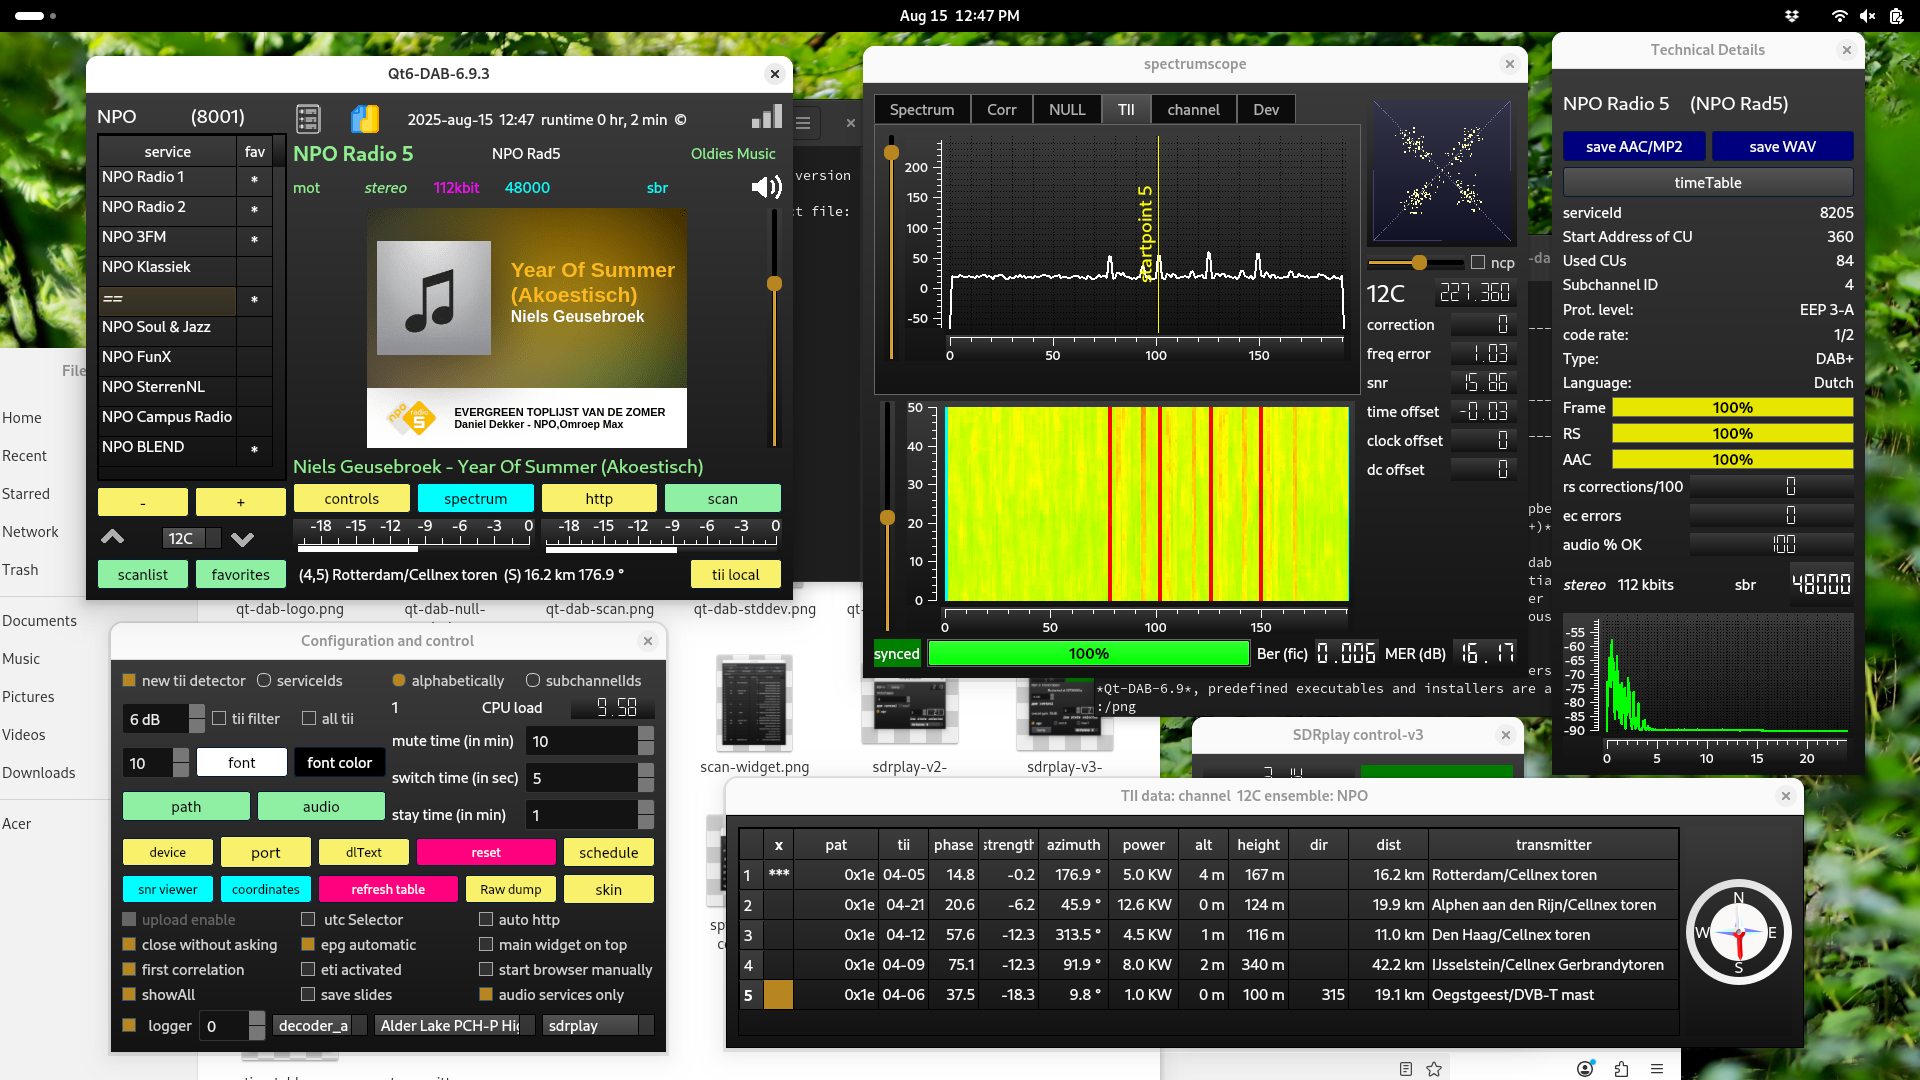 Aug 15 12:47 PM
Qt6-DAB-6.9.3
NPO (8001)
2025-aug-15 12:47 runtime 0 hr, 2 min ©
service fav
NPO Radio 1 *
NPO Radio 2 *
NPO 3FM *
NPO Klassiek
== *
NPO Soul & Jazz
NPO FunX
NPO SterrenNL
NPO Campus Radio
NPO BLEND *
- +
12C
scanlist favorites
NPO Radio 5 NPO Rad5 Oldies Music
mot stereo 112kbit 48000 sbr
Year Of Summer
(Akoestisch)
Niels Geusebroek
npo radio 5
EVERGREEN TOPLIJST VAN DE ZOMER
Daniel Dekker - NPO,Omroep Max
Niels Geusebroek - Year Of Summer (Akoestisch)
controls spectrum http scan
-18 -15 -12 -9 -6 -3 0 -18 -15 -12 -9 -6 -3 0
(4,5) Rotterdam/Cellnex toren (S) 16.2 km 176.9 °
tii local
version
t file:
spectrumscope
Spectrum Corr NULL TII channel Dev
200
150
100
50
0
-50
startpoint 5
0 50 100 150
50
40
30
20
10
0
0 50 100 150
ncp
12C 227.360
correction 0
freq error 1.03
snr 15.86
time offset -0.03
clock offset 0
dc offset 0
synced 100% Ber (fic) 0.006 MER (dB) 16.17
Technical Details
NPO Radio 5 (NPO Rad5)
save AAC/MP2 save WAV
timeTable
serviceId 8205
Start Address of CU 360
Used CUs 84
Subchannel ID 4
Prot. level: EEP 3-A
code rate: 1/2
Type: DAB+
Language: Dutch
Frame 100%
RS 100%
AAC 100%
rs corrections/100 0
ec errors 0
audio % OK 100
stereo 112 kbits sbr 48000
-55
-60
-65
-70
-75
-80
-85
-90
0 5 10 15 20
File
Home
Recent
Starred
Network
Trash
Documents
Music
Pictures
Videos
Downloads
Acer
qt-dab-logo.png qt-dab-null- qt-dab-scan.png qt-dab-stddev.png qt-
scan-widget.png sdrplay-v2- sdrplay-v3-
*Qt-DAB-6.9*, predefined executables and installers are a
:/png
Configuration and control
new tii detector serviceIds alphabetically subchannelIds
6 dB tii filter all tii 1 CPU load 9.58
10 font font color
mute time (in min) 10
switch time (in sec) 5
path audio stay time (in min) 1
device port dlText reset schedule
snr viewer coordinates refresh table Raw dump skin
upload enable utc Selector auto http
close without asking epg automatic main widget on top
first correlation eti activated start browser manually
showAll save slides audio services only
logger 0 decoder_a Alder Lake PCH-P Hi sdrplay
SDRplay control-v3
TII data: channel 12C ensemble: NPO
x pat tii phase strength azimuth power alt height dir dist transmitter
1 *** 0x1e 04-05 14.8 -0.2 176.9 ° 5.0 KW 4 m 167 m 16.2 km Rotterdam/Cellnex toren
2 0x1e 04-21 20.6 -6.2 45.9 ° 12.6 KW 0 m 124 m 19.9 km Alphen aan den Rijn/Cellnex toren
3 0x1e 04-12 57.6 -12.3 313.5 ° 4.5 KW 1 m 116 m 11.0 km Den Haag/Cellnex toren
4 0x1e 04-09 75.1 -12.3 91.9 ° 8.0 KW 2 m 340 m 42.2 km IJsselstein/Cellnex Gerbrandytoren
5 0x1e 04-06 37.5 -18.3 9.8 ° 1.0 KW 0 m 100 m 315 19.1 km Oegstgeest/DVB-T mast
N
W E
S